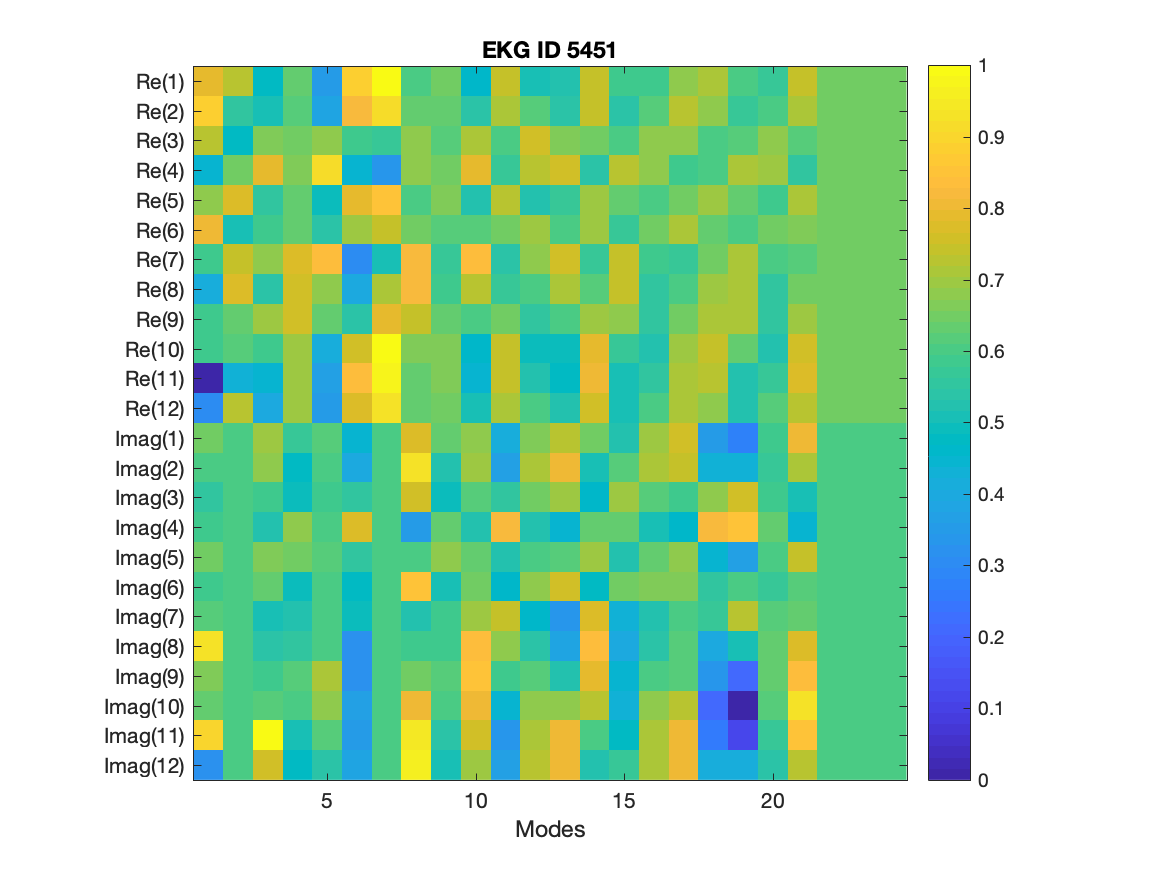 EKG ID 5451
Re(1)
Re(2)
Re(3)
Re(4)
Re(5)
Re(6)
Re(7)
Re(8)
Re(9)
Re(10)
Re(11)
Re(12)
Imag(1)
Imag(2)
Imag(3)
Imag(4)
Imag(5)
Imag(6)
Imag(7)
Imag(8)
Imag(9)
Imag(10)
Imag(11)
Imag(12)
5 10 15 20
Modes
1
0.9
0.8
0.7
0.6
0.5
0.4
0.3
0.2
0.1
0